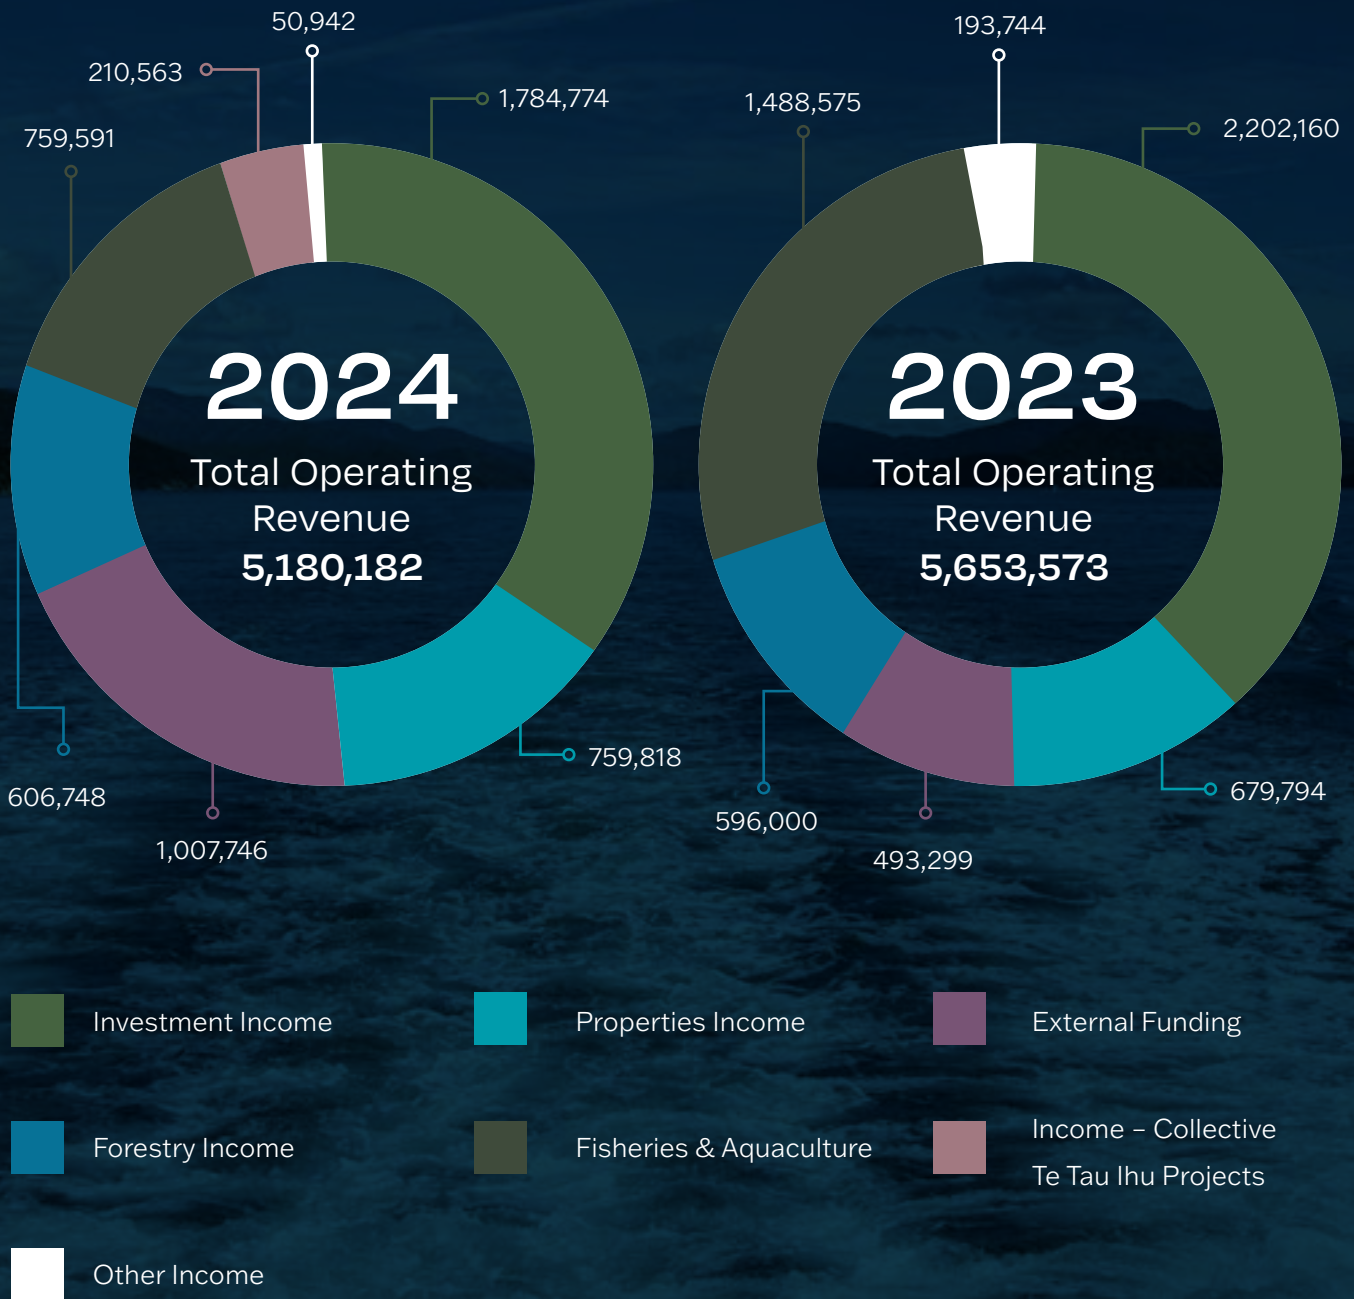 50,942
210,563
1,784,774
759,591
2024
Total Operating
Revenue
5,180,182
759,818
606,748
1,007,746
193,744
1,488,575
2,202,160
2023
Total Operating
Revenue
5,653,573
679,794
596,000
493,299
Investment Income
Properties Income
External Funding
Forestry Income
Fisheries & Aquaculture
Income – Collective
Te Tau Ihu Projects
Other Income